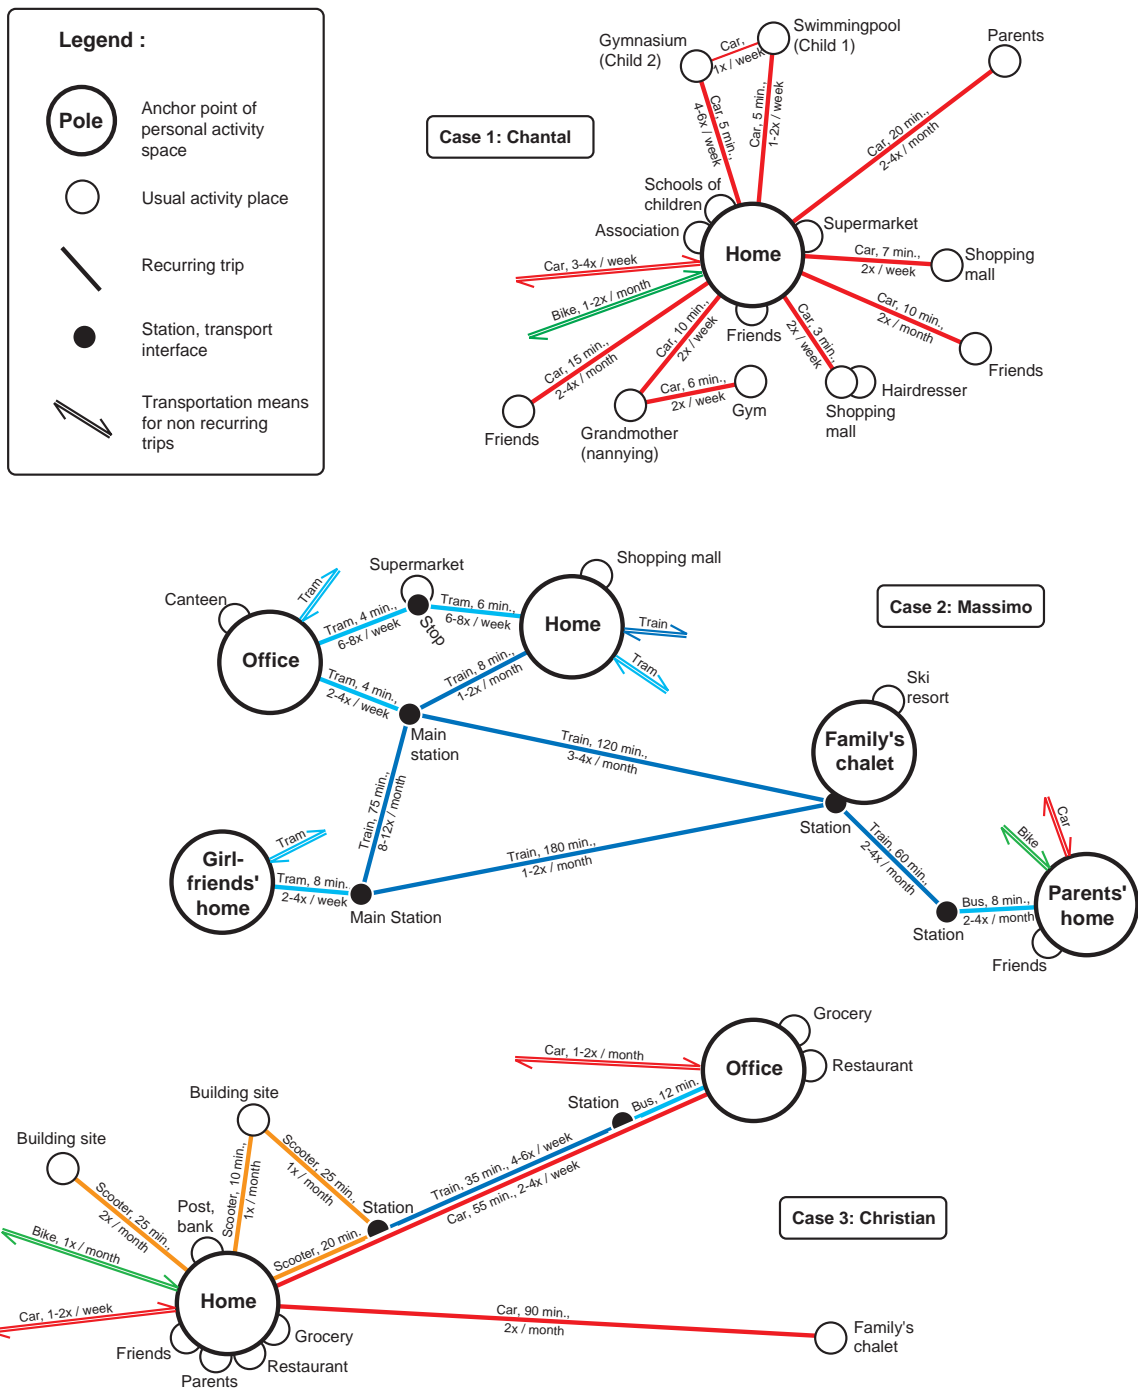 Legend :
Pole
Anchor point of
personal activity
space
Usual activity place
Recurring trip
Station, transport
interface
Transportation means
for non recurring
trips
Case 1: Chantal
Gymnasium
(Child 2)
Car,
1x / week
Swimmingpool
(Child 1)
Parents
Car, 5 min.,
4-6x / week
Car, 5 min.,
1-2x / week
Car, 20 min.,
2-4x / month
Schools of
children
Association
Home
Supermarket
Car, 7 min.,
2x / week
Shopping
mall
Car, 3-4x / week
Bike, 1-2x / month
Car, 10 min.,
2x / month
Friends
Friends
Car, 15 min.,
2-4x / month
Friends
Car, 10 min.,
2x / week
Car, 3 min.,
2x / week
Car, 6 min.,
2x / week
Gym
Grandmother
(nannying)
Hairdresser
Shopping
mall
Case 2: Massimo
Canteen
Tram
Supermarket
Shopping mall
Office
Tram, 4 min.,
6-8x / week
Stop
Tram, 6 min.,
6-8x / week
Home
Train
Tram
Tram, 4 min.,
2-4x / week
Train, 8 min.,
1-2x / month
Main
station
Train, 120 min.,
3-4x / month
Ski
resort
Family's
chalet
Station
Train, 75 min.,
8-12x / month
Girl-
friends'
home
Tram
Tram, 8 min.
2-4x / week
Main Station
Train, 180 min.,
1-2x / month
Train, 60 min.,
2-4x / month
Station
Bus, 8 min.,
2-4x / month
Bike
Car
Parents'
home
Friends
Case 3: Christian
Grocery
Restaurant
Office
Car, 1-2x / month
Bus, 12 min.
Station
Train, 35 min., 4-6x / week
Car, 55 min., 2-4x / week
Building site
Building site
Scooter, 25 min.,
2x / month
Scooter, 10 min.,
1x / month
Scooter, 25 min.,
1x / month
Station
Scooter, 20 min.
Post,
bank
Bike, 1x / month
Car, 1-2x / week
Home
Car, 90 min.,
2x / month
Family's
chalet
Grocery
Restaurant
Parents
Friends